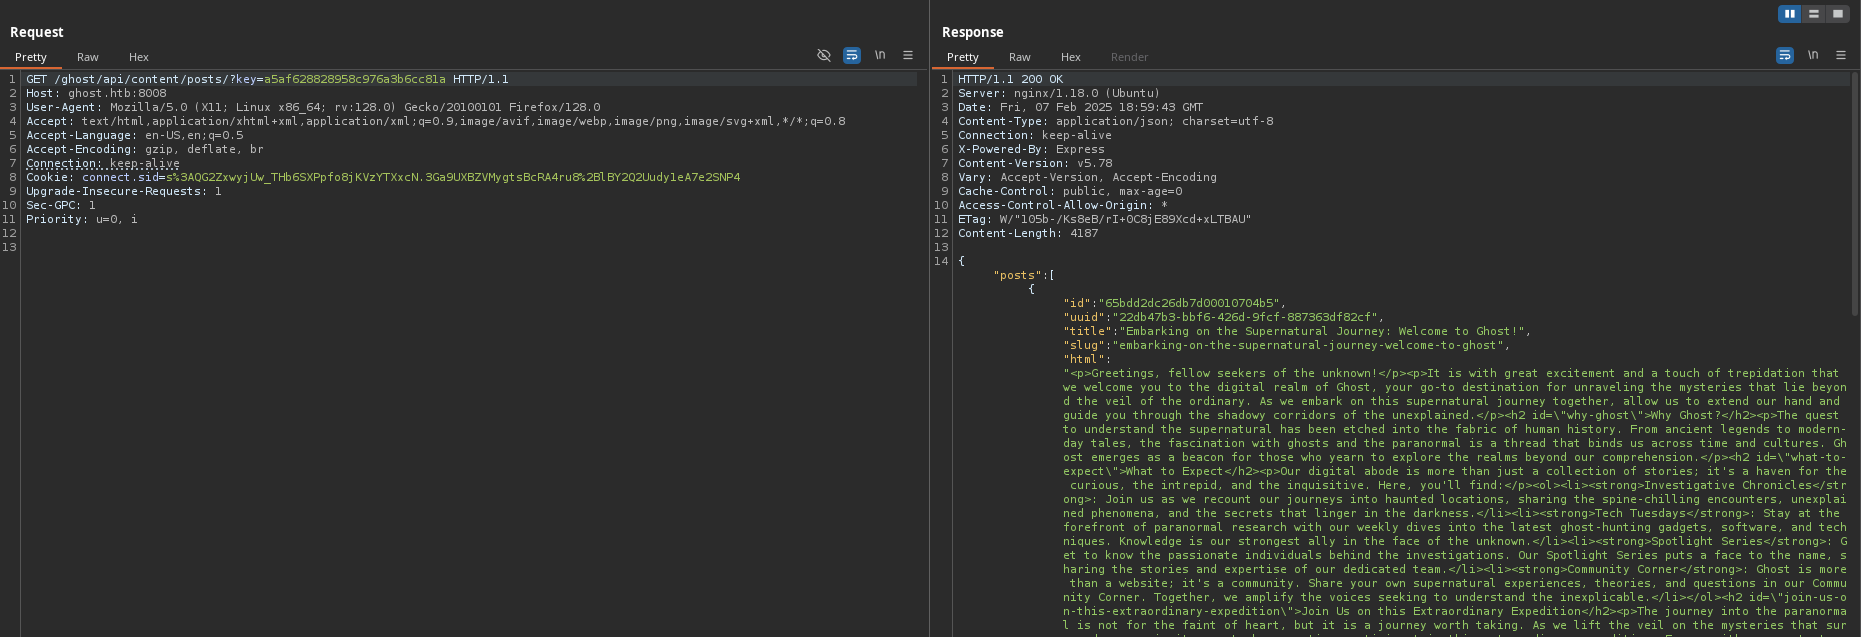 Request
Pretty Raw Hex
\n
1 GET /ghost/api/content/posts/?key=a5af628828958c976a3b6cc81a HTTP/1.1
2 Host: ghost.htb:8008
3 User-Agent: Mozilla/5.0 (X11; Linux x86_64; rv:128.0) Gecko/20100101 Firefox/128.0
4 Accept: text/html,application/xhtml+xml,application/xml;q=0.9,image/avif,image/webp,image/png,image/svg+xml,*/*;q=0.8
5 Accept-Language: en-US,en;q=0.5
6 Accept-Encoding: gzip, deflate, br
7 Connection: keep-alive
8 Cookie: connect.sid=s%3AQG2ZxwyjUw_THb6SXPpfo8jKVzYTXxcN.3Ga9UXBZVMygtsBcRA4ru8%2BlBY2Q2Uudy1eA7e2SNP4
9 Upgrade-Insecure-Requests: 1
10 Sec-GPC: 1
11 Priority: u=0, i
12
13
Response
Pretty Raw Hex Render
\n
1 HTTP/1.1 200 OK
2 Server: nginx/1.18.0 (Ubuntu)
3 Date: Fri, 07 Feb 2025 18:59:43 GMT
4 Content-Type: application/json; charset=utf-8
5 Connection: keep-alive
6 X-Powered-By: Express
7 Content-Version: v5.78
8 Vary: Accept-Version, Accept-Encoding
9 Cache-Control: public, max-age=0
10 Access-Control-Allow-Origin: *
11 ETag: W/"105b-/Ks8eB/rI+0C8jE89Xcd+xLTBAU"
12 Content-Length: 4187
13
14 {
"posts":[
{
"id":"65bdd2dc26db7d00010704b5",
"uuid":"22db47b3-bbf6-426d-9fcf-887363df82cf",
"title":"Embarking on the Supernatural Journey: Welcome to Ghost!",
"slug":"embarking-on-the-supernatural-journey-welcome-to-ghost",
"html":
"<p>Greetings, fellow seekers of the unknown!</p><p>It is with great excitement and a touch of trepidation that
we welcome you to the digital realm of Ghost, your go-to destination for unraveling the mysteries that lie beyon
d the veil of the ordinary. As we embark on this supernatural journey together, allow us to extend our hand and
guide you through the shadowy corridors of the unexplained.</p><h2 id=\"why-ghost\">Why Ghost?</h2><p>The quest
to understand the supernatural has been etched into the fabric of human history. From ancient legends to modern-
day tales, the fascination with ghosts and the paranormal is a thread that binds us across time and cultures. Gh
ost emerges as a beacon for those who yearn to explore the realms beyond our comprehension.</p><h2 id=\"what-to-
expect\">What to Expect</h2><p>Our digital abode is more than just a collection of stories; it's a haven for the
curious, the intrepid, and the inquisitive. Here, you'll find:</p><ol><li><strong>Investigative Chronicles</str
ong>: Join us as we recount our journeys into haunted locations, sharing the spine-chilling encounters, unexplai
ned phenomena, and the secrets that linger in the darkness.</li><li><strong>Tech Tuesdays</strong>: Stay at the
forefront of paranormal research with our weekly dives into the latest ghost-hunting gadgets, software, and tech
niques. Knowledge is our strongest ally in the face of the unknown.</li><li><strong>Spotlight Series</strong>: G
et to know the passionate individuals behind the investigations. Our Spotlight Series puts a face to the name, s
haring the stories and expertise of our dedicated team.</li><li><strong>Community Corner</strong>: Ghost is more
than a website; it's a community. Share your own supernatural experiences, theories, and questions in our Commu
nity Corner. Together, we amplify the voices seeking to understand the inexplicable.</li></ol><h2 id=\"join-us-o
n-this-extraordinary-expedition\">Join Us on this Extraordinary Expedition</h2><p>The journey into the paranorma
l is not for the faint of heart, but it is a journey worth taking. As we lift the veil on the mysteries that sur